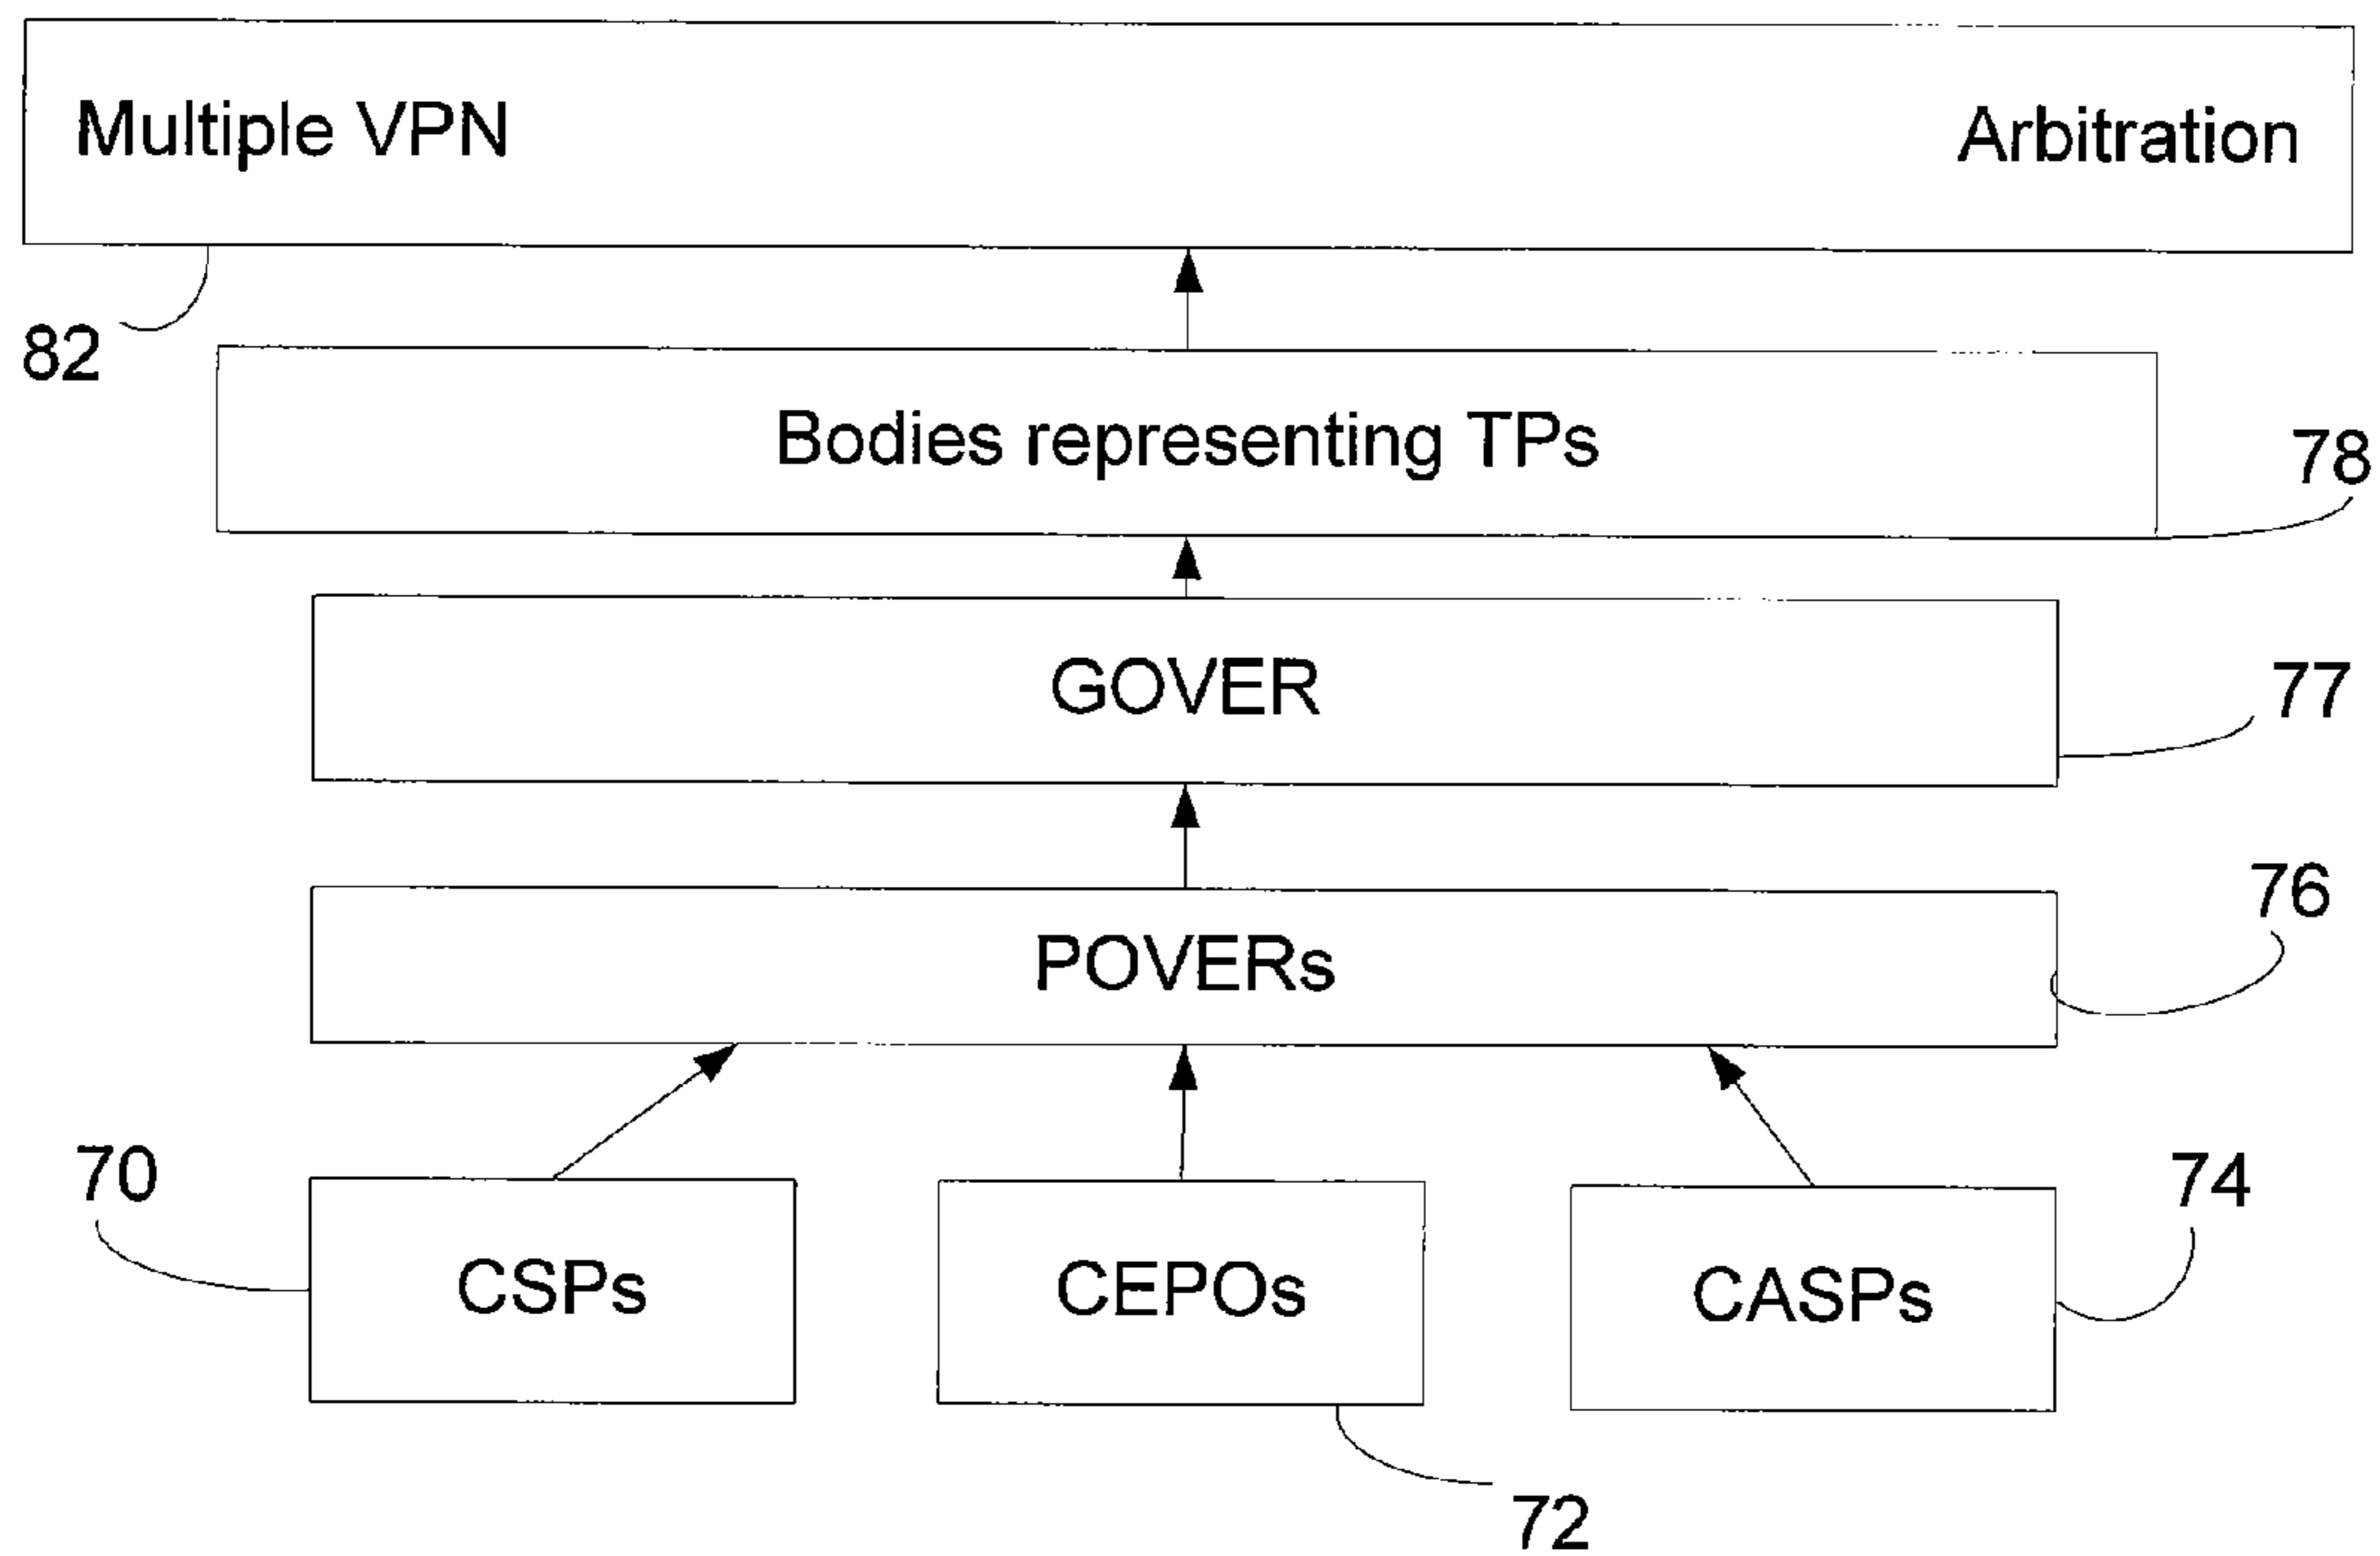 Multiple VPN Arbitration
82
Bodies representing TPs
78
GOVER
77
76
POVERs
70
74
CSPs
CEPOs
CASPs
72